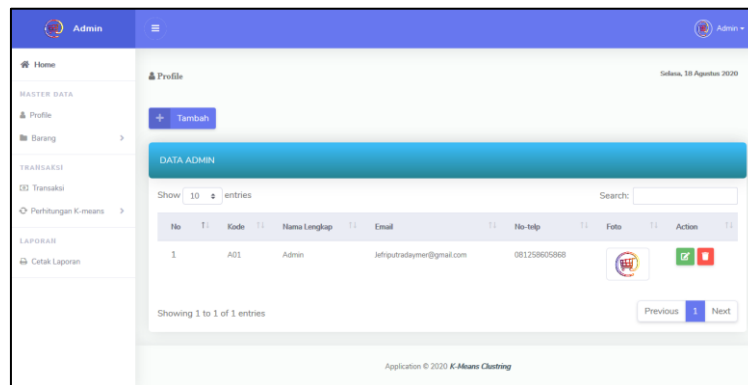 Admin
Admin
Home
Profile
Selasa, 18 Agustus 2020
MASTER DATA
Profile
Barang
Tambah
TRANSAKSI
Transaksi
Perhitungan K-means
LAPORAN
Cetak Laporan
DATA ADMIN
Show 10 entries
Search:
No Kode Nama Lengkap Email No-telp Foto Action
1 A01 Admin Jefriputradaymer@gmail.com 081258605868
Showing 1 to 1 of 1 entries
Previous 1 Next
Application © 2020 K-Means Clustring